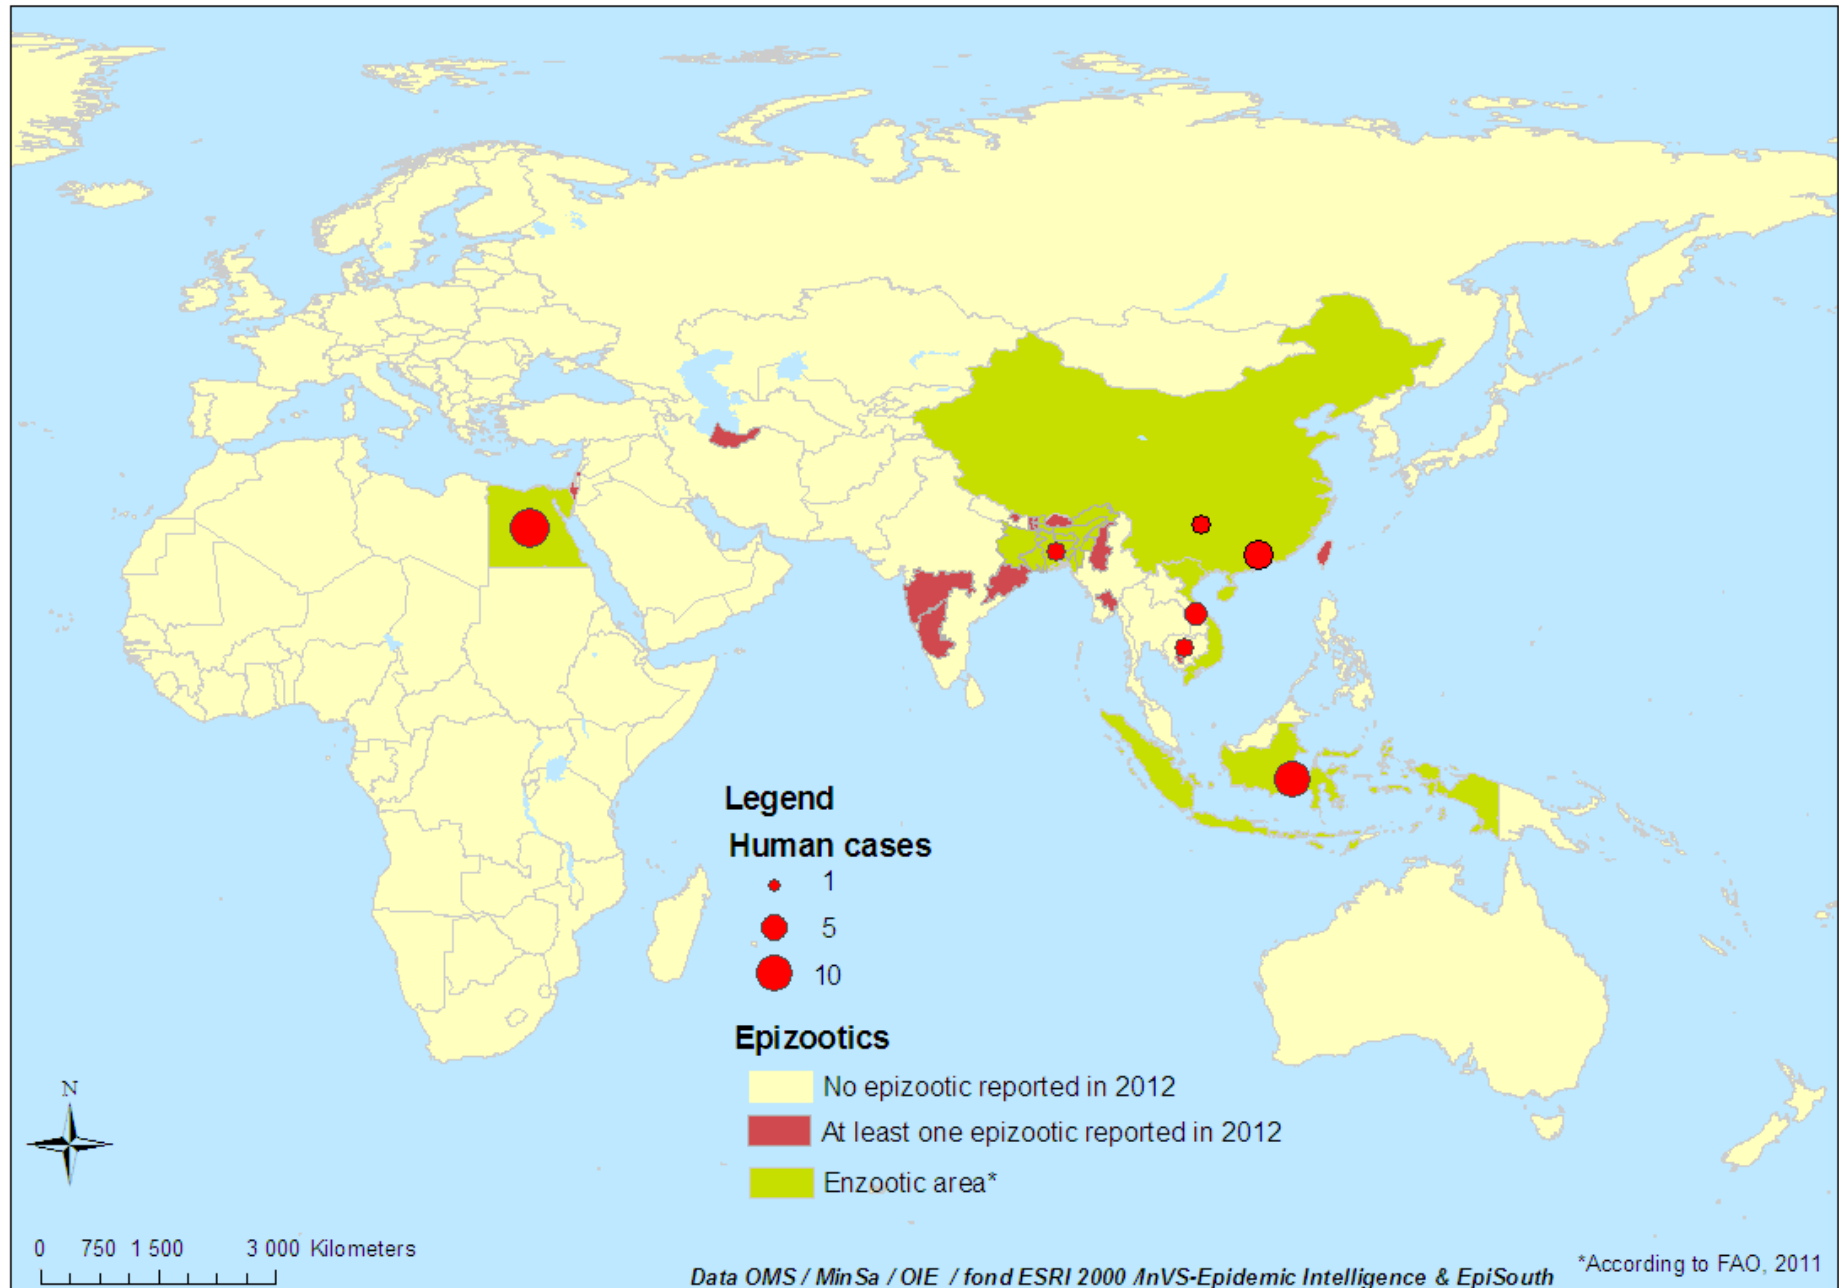 Legend
Human cases
1
5
10
Epizootics
No epizootic reported in 2012
At least one epizootic reported in 2012
Enzootic area*
N
0 750 1 500 3 000 Kilometers
*According to FAO, 2011
Data OMS / MinSa / OIE / fond ESRI 2000 /InVS-Epidemic Intelligence & EpiSouth